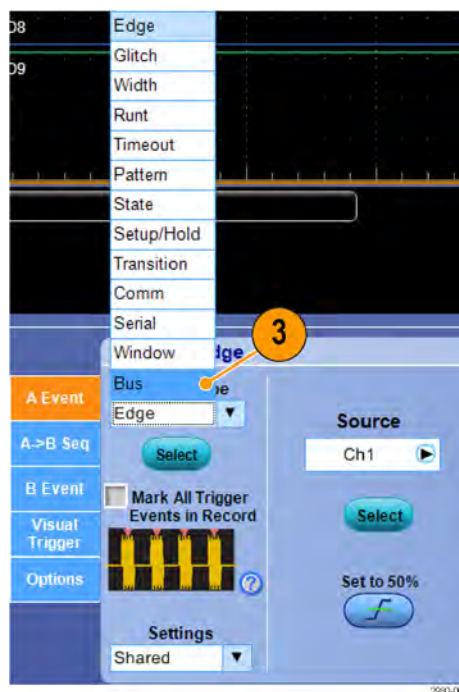 D8
D9
Edge
Glitch
Width
Runt
Timeout
Pattern
State
Setup/Hold
Transition
Comm
Serial
Window
Bus
3
Edge
Select
A Event
A->B Seq
B Event
Visual
Trigger
Options
Mark All Trigger
Events in Record
Settings
Shared
Source
Ch1
Select
Set to 50%